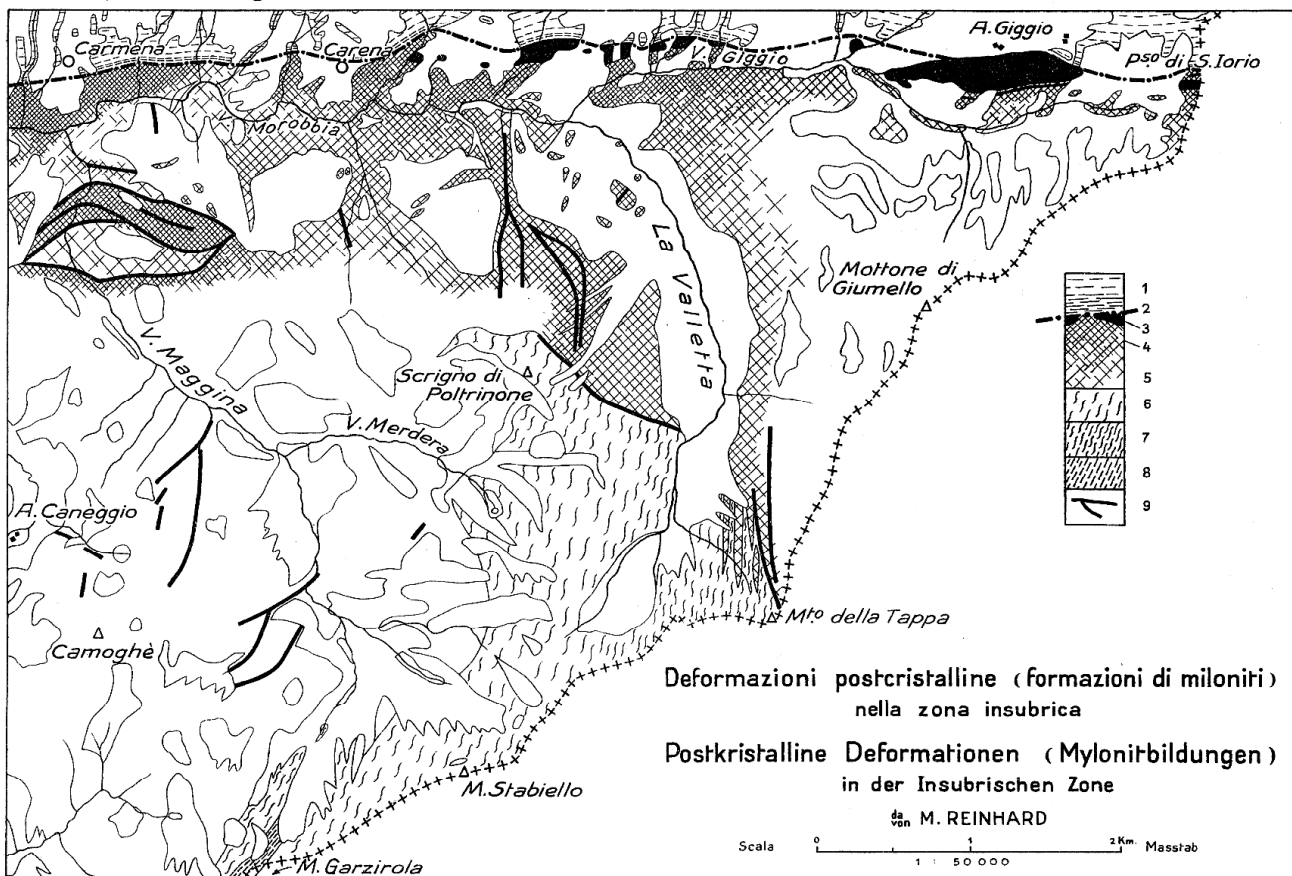 Carmena
Carena
V. Giggio
A. Giggio
Pso di S. Iorio
Morobbia
La Valletta
Mottone di
Giumello
1
2
3
4
5
6
7
8
9
V. Maggina
Scrigno di
Poltrinone
V. Merdera
A. Caneggio
Camoghè
Mt.o della Tappa
M. Stabiello
M. Garzirola
Deformazioni postcristalline (formazioni di miloniti)
nella zona insubrica
Postkristalline Deformationen (Mylonitbildungen)
in der Insubrischen Zone
da
von M. REINHARD
Scala 0 1 2 Km. Masstab
1 : 50 000